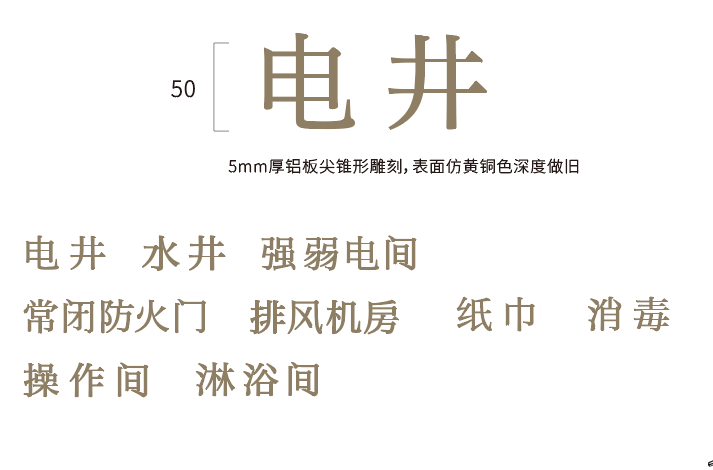 电井
50
5mm厚铝板尖锥形雕刻,表面仿黄铜色深度做旧
电井 水井 强弱电间
常闭防火门 排风机房 纸巾 消毒
操作间 淋浴间